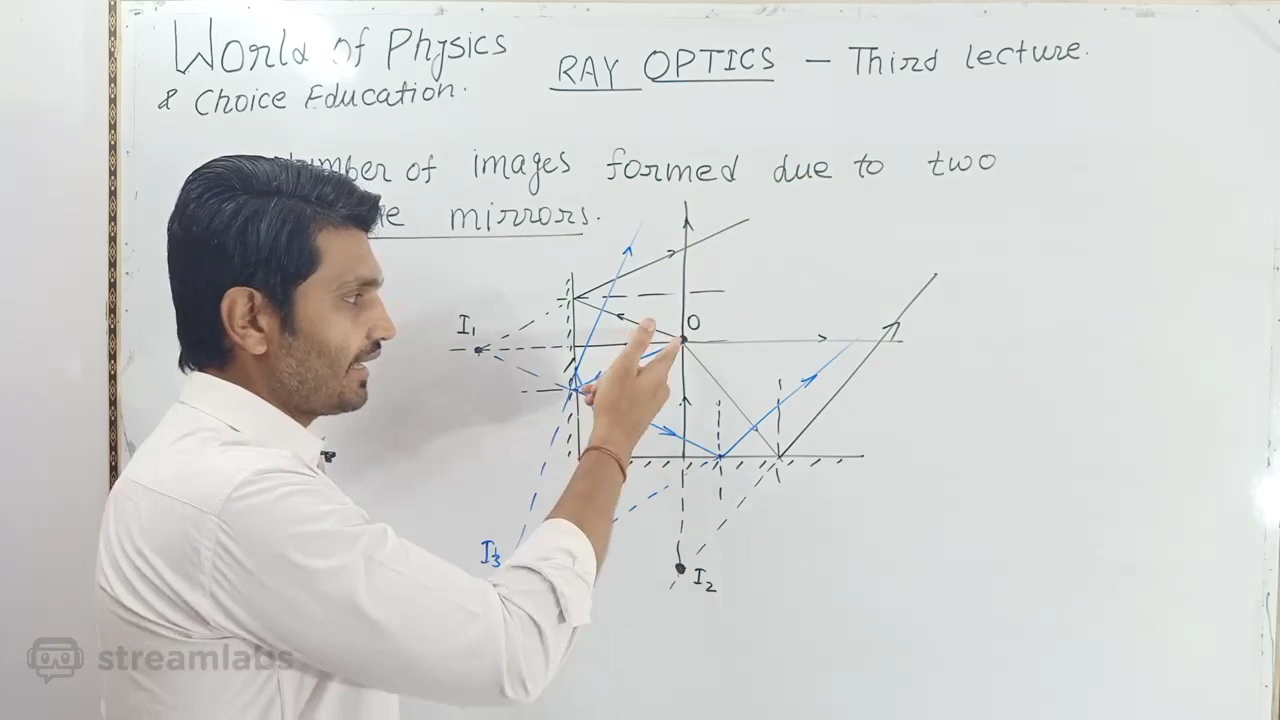 World of Physics
& Choice Education.
RAY OPTICS - Third lecture.
of images formed due to two
mirrors.
I1
O
I3
I2
streamlabs